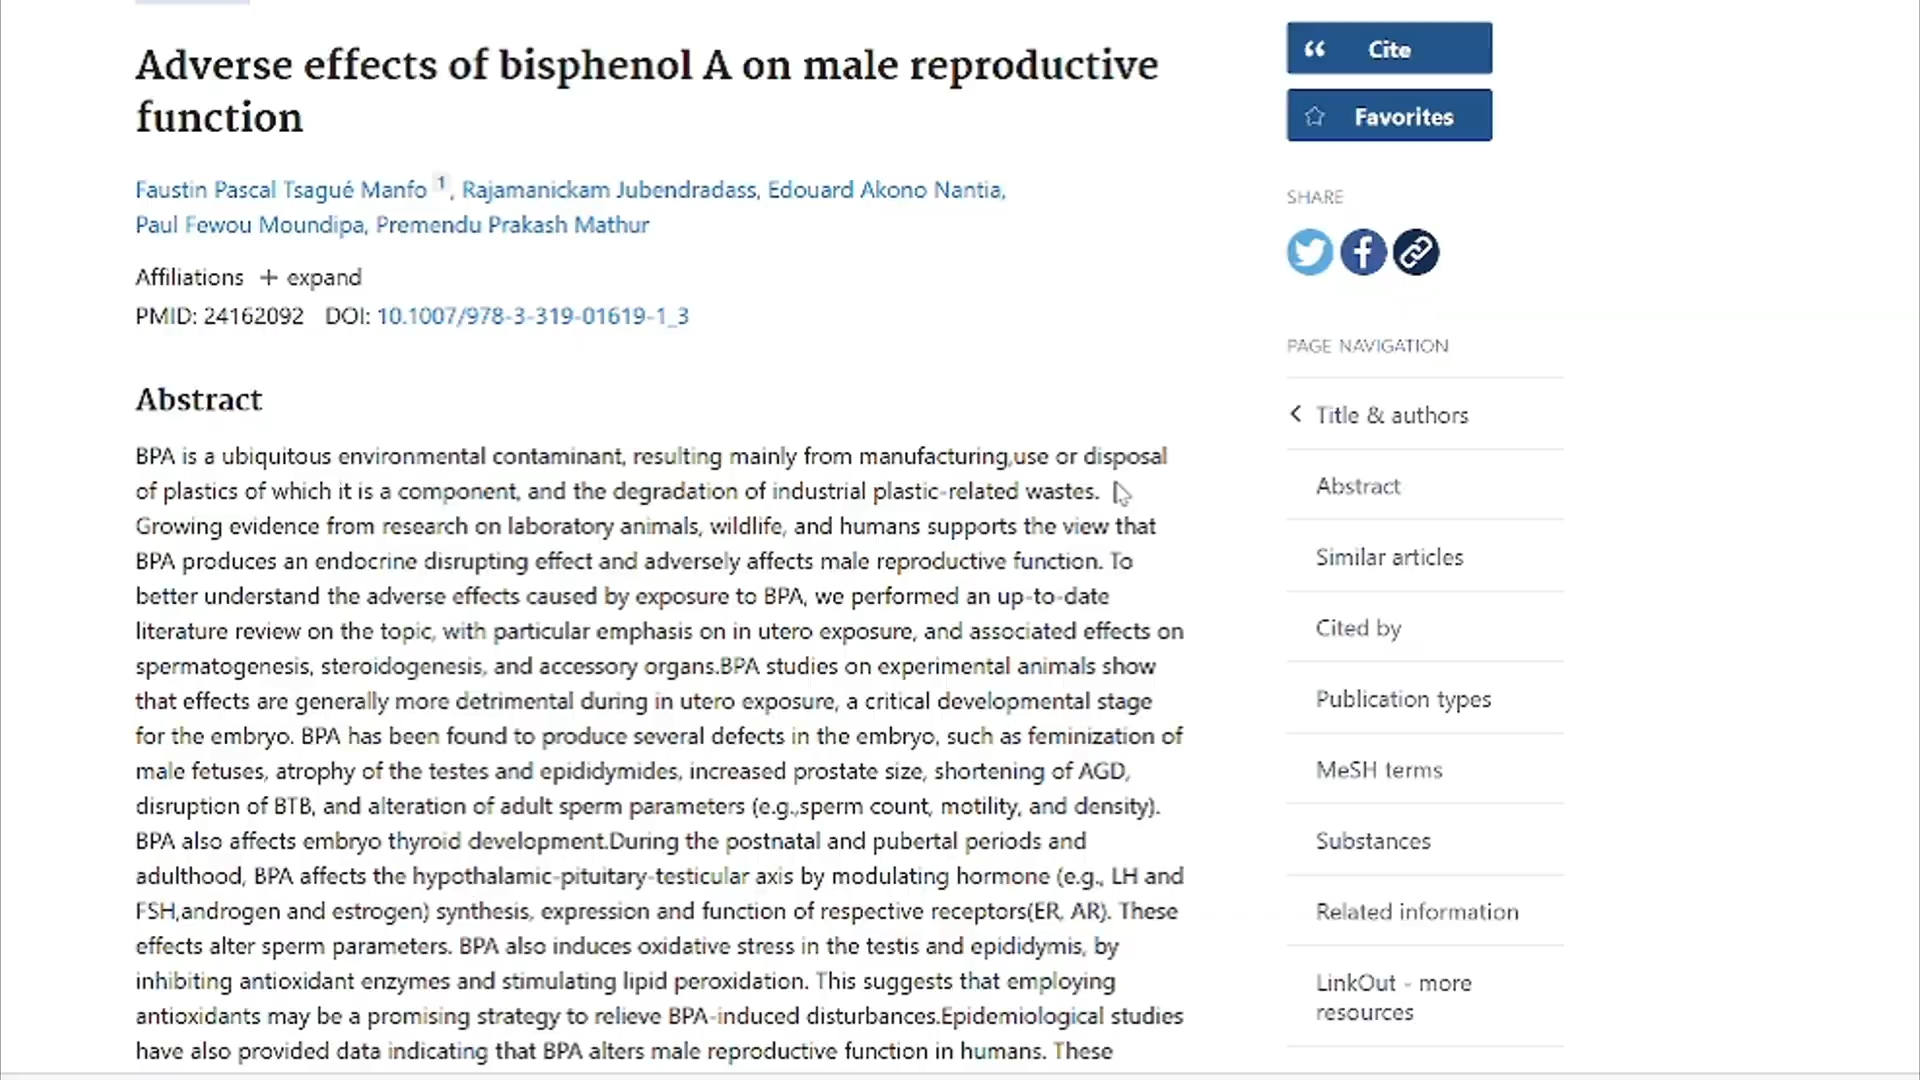 Adverse effects of bisphenol A on male reproductive
function
Faustin Pascal Tsagué Manfo 1, Rajamanickam Jubendradass, Edouard Akono Nantia,
Paul Fewou Moundipa, Premendu Prakash Mathur
Affiliations + expand
PMID: 24162092 DOI: 10.1007/978-3-319-01619-1_3
Abstract
BPA is a ubiquitous environmental contaminant, resulting mainly from manufacturing,use or disposal
of plastics of which it is a component, and the degradation of industrial plastic-related wastes.
Growing evidence from research on laboratory animals, wildlife, and humans supports the view that
BPA produces an endocrine disrupting effect and adversely affects male reproductive function. To
better understand the adverse effects caused by exposure to BPA, we performed an up-to-date
literature review on the topic, with particular emphasis on in utero exposure, and associated effects on
spermatogenesis, steroidogenesis, and accessory organs.BPA studies on experimental animals show
that effects are generally more detrimental during in utero exposure, a critical developmental stage
for the embryo. BPA has been found to produce several defects in the embryo, such as feminization of
male fetuses, atrophy of the testes and epididymides, increased prostate size, shortening of AGD,
disruption of BTB, and alteration of adult sperm parameters (e.g.,sperm count, motility, and density).
BPA also affects embryo thyroid development.During the postnatal and pubertal periods and
adulthood, BPA affects the hypothalamic-pituitary-testicular axis by modulating hormone (e.g., LH and
FSH,androgen and estrogen) synthesis, expression and function of respective receptors(ER, AR). These
effects alter sperm parameters. BPA also induces oxidative stress in the testis and epididymis, by
inhibiting antioxidant enzymes and stimulating lipid peroxidation. This suggests that employing
antioxidants may be a promising strategy to relieve BPA-induced disturbances.Epidemiological studies
have also provided data indicating that BPA alters male reproductive function in humans. These
Cite
Favorites
SHARE
PAGE NAVIGATION
Title & authors
Abstract
Similar articles
Cited by
Publication types
MeSH terms
Substances
Related information
LinkOut - more
resources